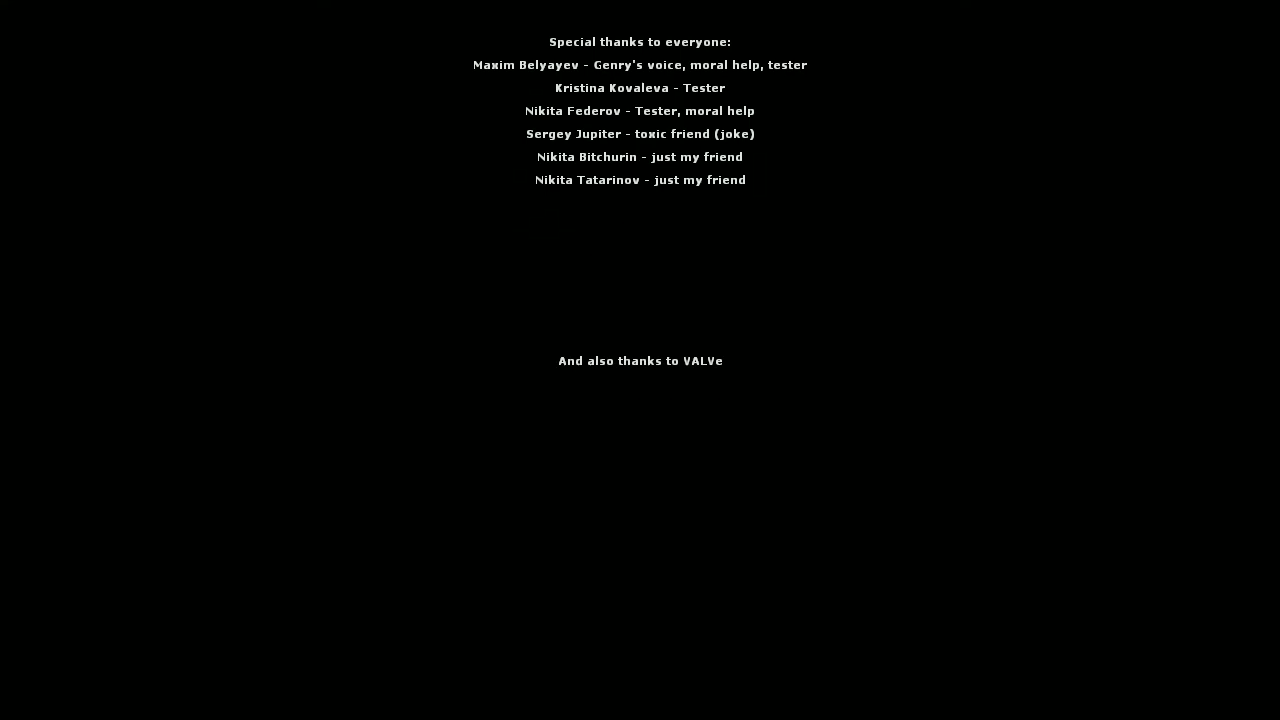 Special thanks to everyone:
Maxim Belyayev - Genry's voice, moral help, tester
Kristina Kovaleva - Tester
Nikita Federov - Tester, moral help
Sergey Jupiter - toxic friend (joke)
Nikita Bitchurin - just my friend
Nikita Tatarinov - just my friend
And also thanks to VALVe